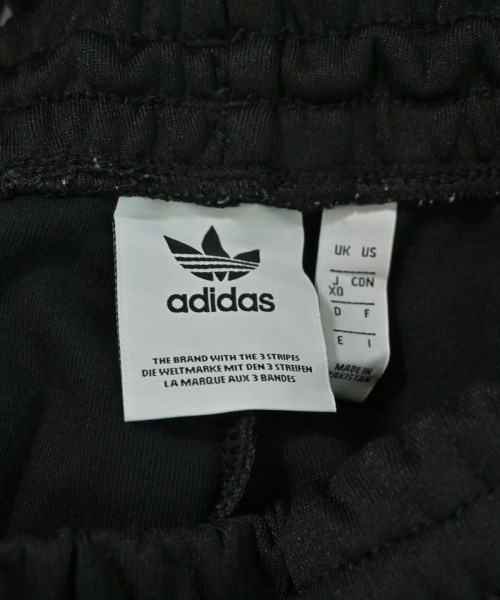 adidas
THE BRAND WITH THE 3 STRIPES
DIE WELTMARKE MIT DEN 3 STREIFEN
LA MARQUE AUX 3 BANDES
UK US
J CDN
XO
D F
E I
MADE IN
PAKISTAN